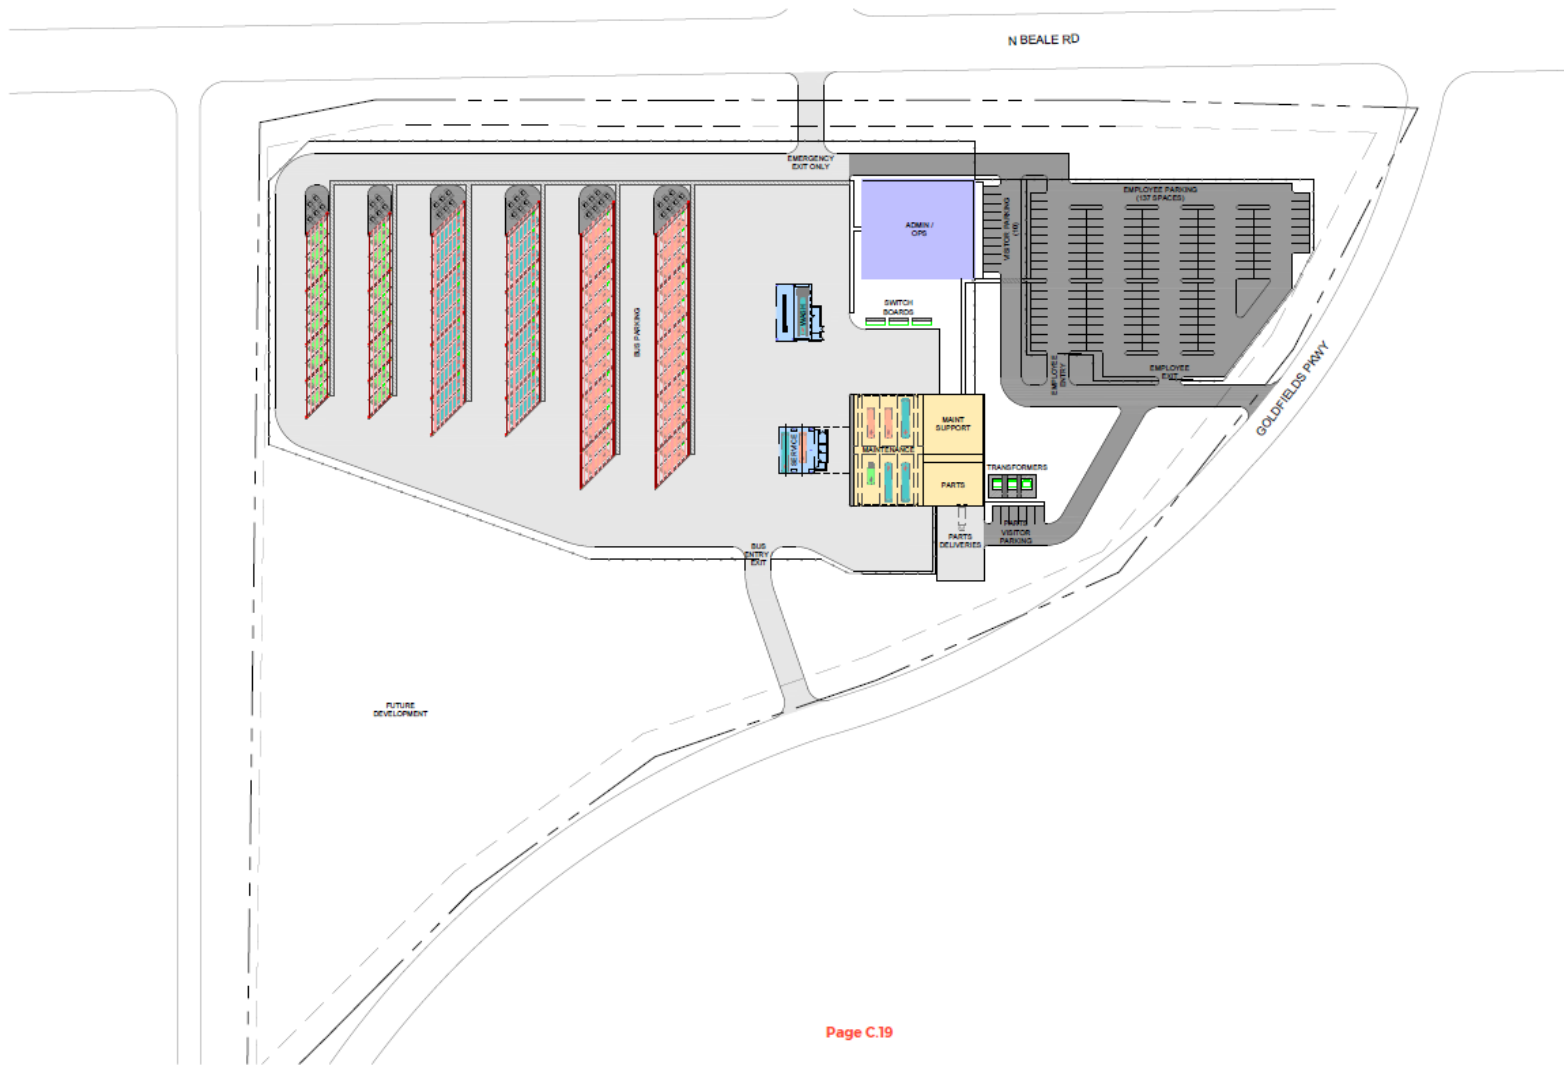 N BEALE RD
EMERGENCY
EXIT ONLY
EMPLOYEE PARKING
(137 SPACES)
VISITOR PARKING
(10)
ADMIN /
OPS
SWITCH
BOARDS
WASH
BUS PARKING
EMPLOYEE
ENTRY
EMPLOYEE
EXIT
GOLDFIELDS PKWY
SERVICE
MAINTENANCE
MAINT
SUPPORT
PARTS
TRANSFORMERS
PARTS
VISITOR
PARKING
PARTS
DELIVERIES
BUS
ENTRY
EXIT
FUTURE
DEVELOPMENT
Page C.19